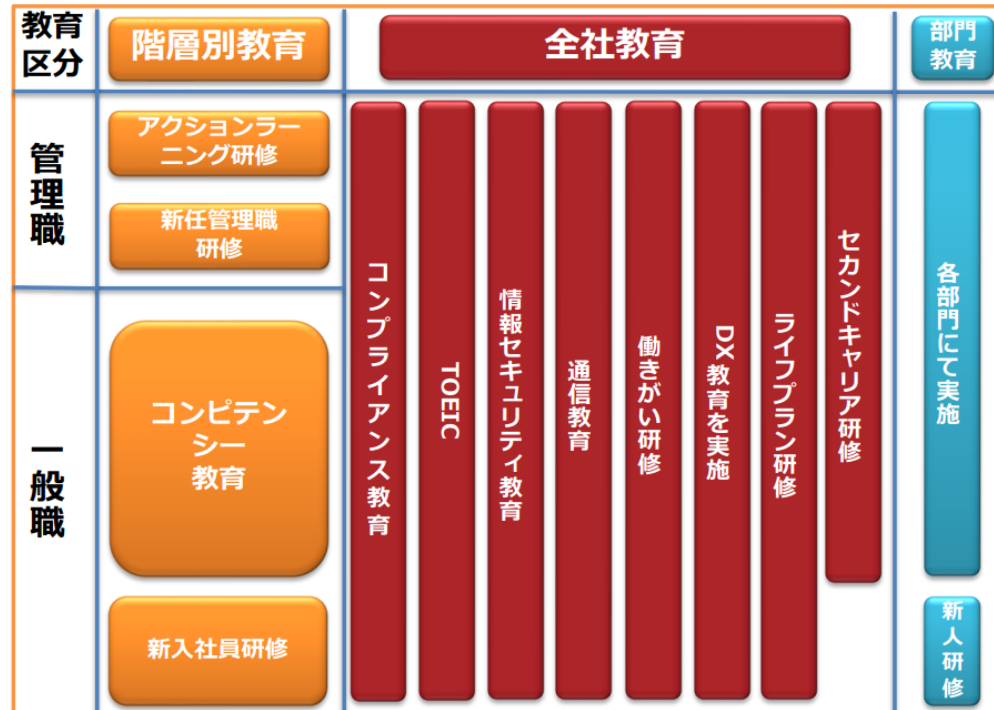 教育
区分
階層別教育
全社教育
部門
教育
管理職
アクションラー
ニング研修
新任管理職
研修
一般職
コンピテン
シー
教育
新入社員研修
コンプライアンス教育
TOEIC
情報セキュリティ教育
通信教育
働きがい研修
DX教育を実施
ライフプラン研修
セカンドキャリア研修
各部門にて実施
新人研修